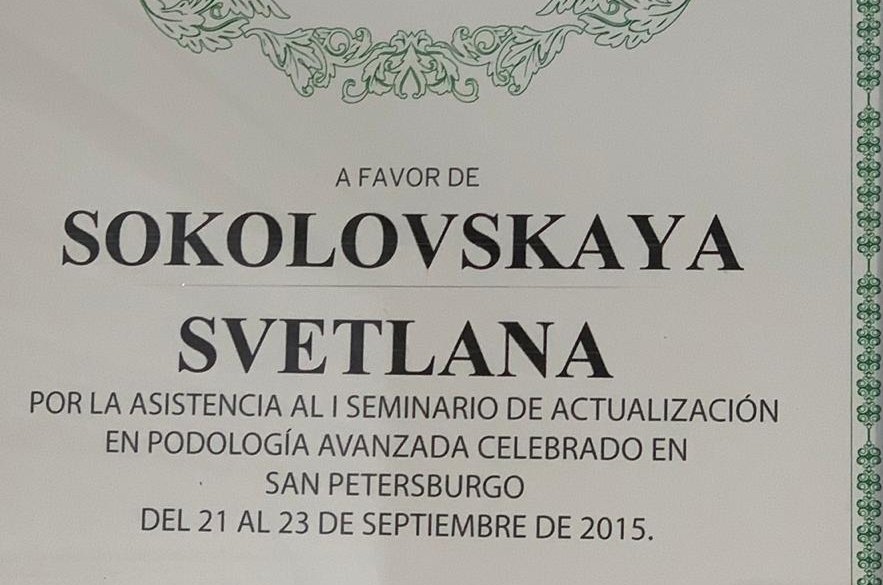 A FAVOR DE
SOKOLOVSKAYA
SVETLANA
POR LA ASISTENCIA AL I SEMINARIO DE ACTUALIZACIÓN
EN PODOLOGÍA AVANZADA CELEBRADO EN
SAN PETERSBURGO
DEL 21 AL 23 DE SEPTIEMBRE DE 2015.